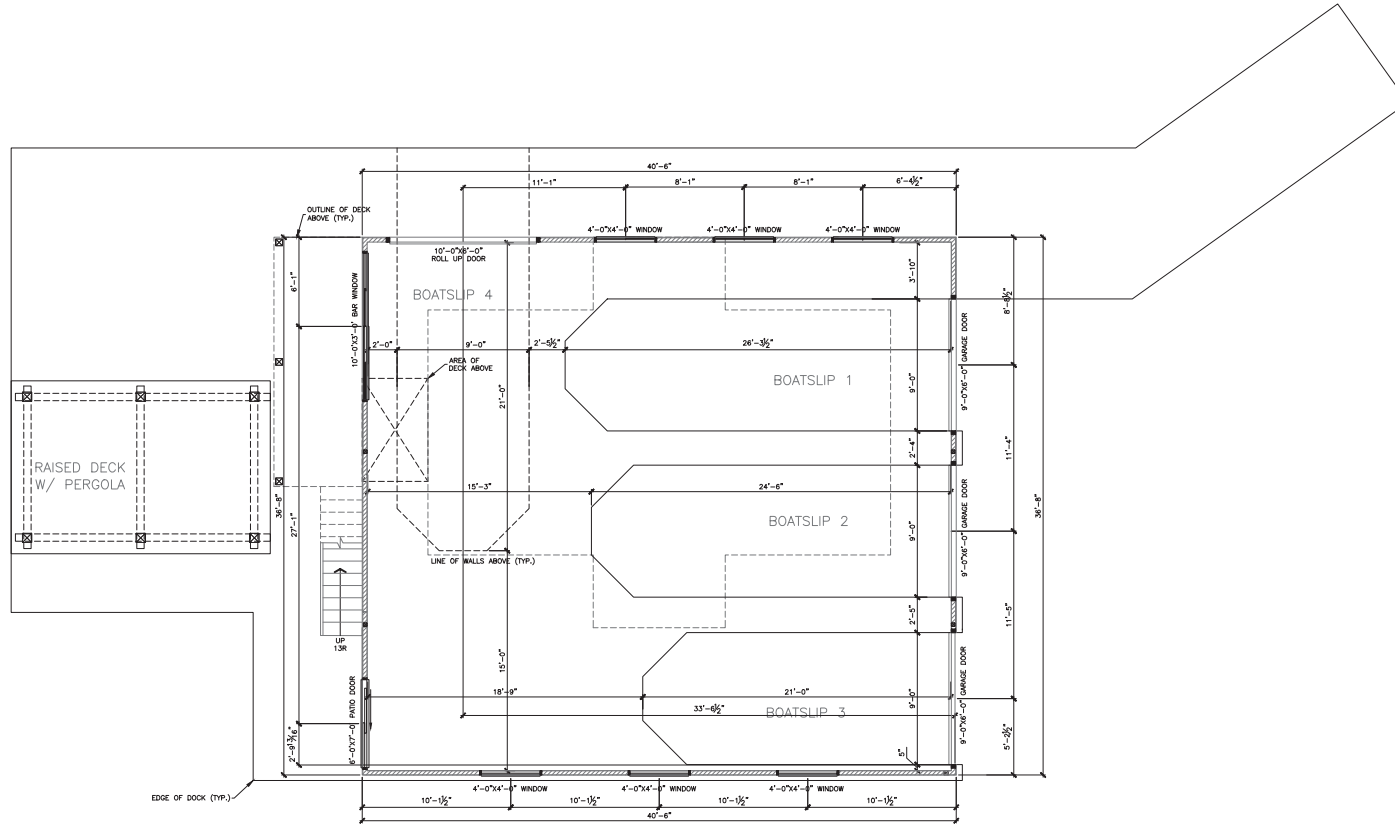 40'-6"
11'-1"
8'-1"
8'-1"
6'-4½"
OUTLINE OF DECK
ABOVE (TYP.)
4'-0"X4'-0" WINDOW
4'-0"X4'-0" WINDOW
4'-0"X4'-0" WINDOW
10'-0"X8'-0"
ROLL UP DOOR
6'-1"
3'-10"
8'-8½"
BOATSLIP 4
10'-0"X3'-0" BAR WINDOW
2'-0"
9'-0"
2'-5½"
26'-3½"
AREA OF
DECK ABOVE
BOATSLIP 1
9'-0"
9'-0"X6'-0" GARAGE DOOR
21'-0"
2'-4"
11'-4"
RAISED DECK
W/ PERGOLA
15'-3"
24'-6"
36'-8"
27'-1"
BOATSLIP 2
9'-0"
9'-0"X6'-0" GARAGE DOOR
36'-8"
LINE OF WALLS ABOVE (TYP.)
2'-5"
11'-5"
UP
13R
15'-0"
18'-9"
21'-0"
33'-6½"
BOATSLIP 3
9'-0"
9'-0"X6'-0" GARAGE DOOR
6'-0"X7'-0" PATIO DOOR
2'-9 13/16"
5'-2½"
5"
EDGE OF DOCK (TYP.)
4'-0"X4'-0" WINDOW
4'-0"X4'-0" WINDOW
4'-0"X4'-0" WINDOW
10'-1½"
10'-1½"
10'-1½"
10'-1½"
40'-6"